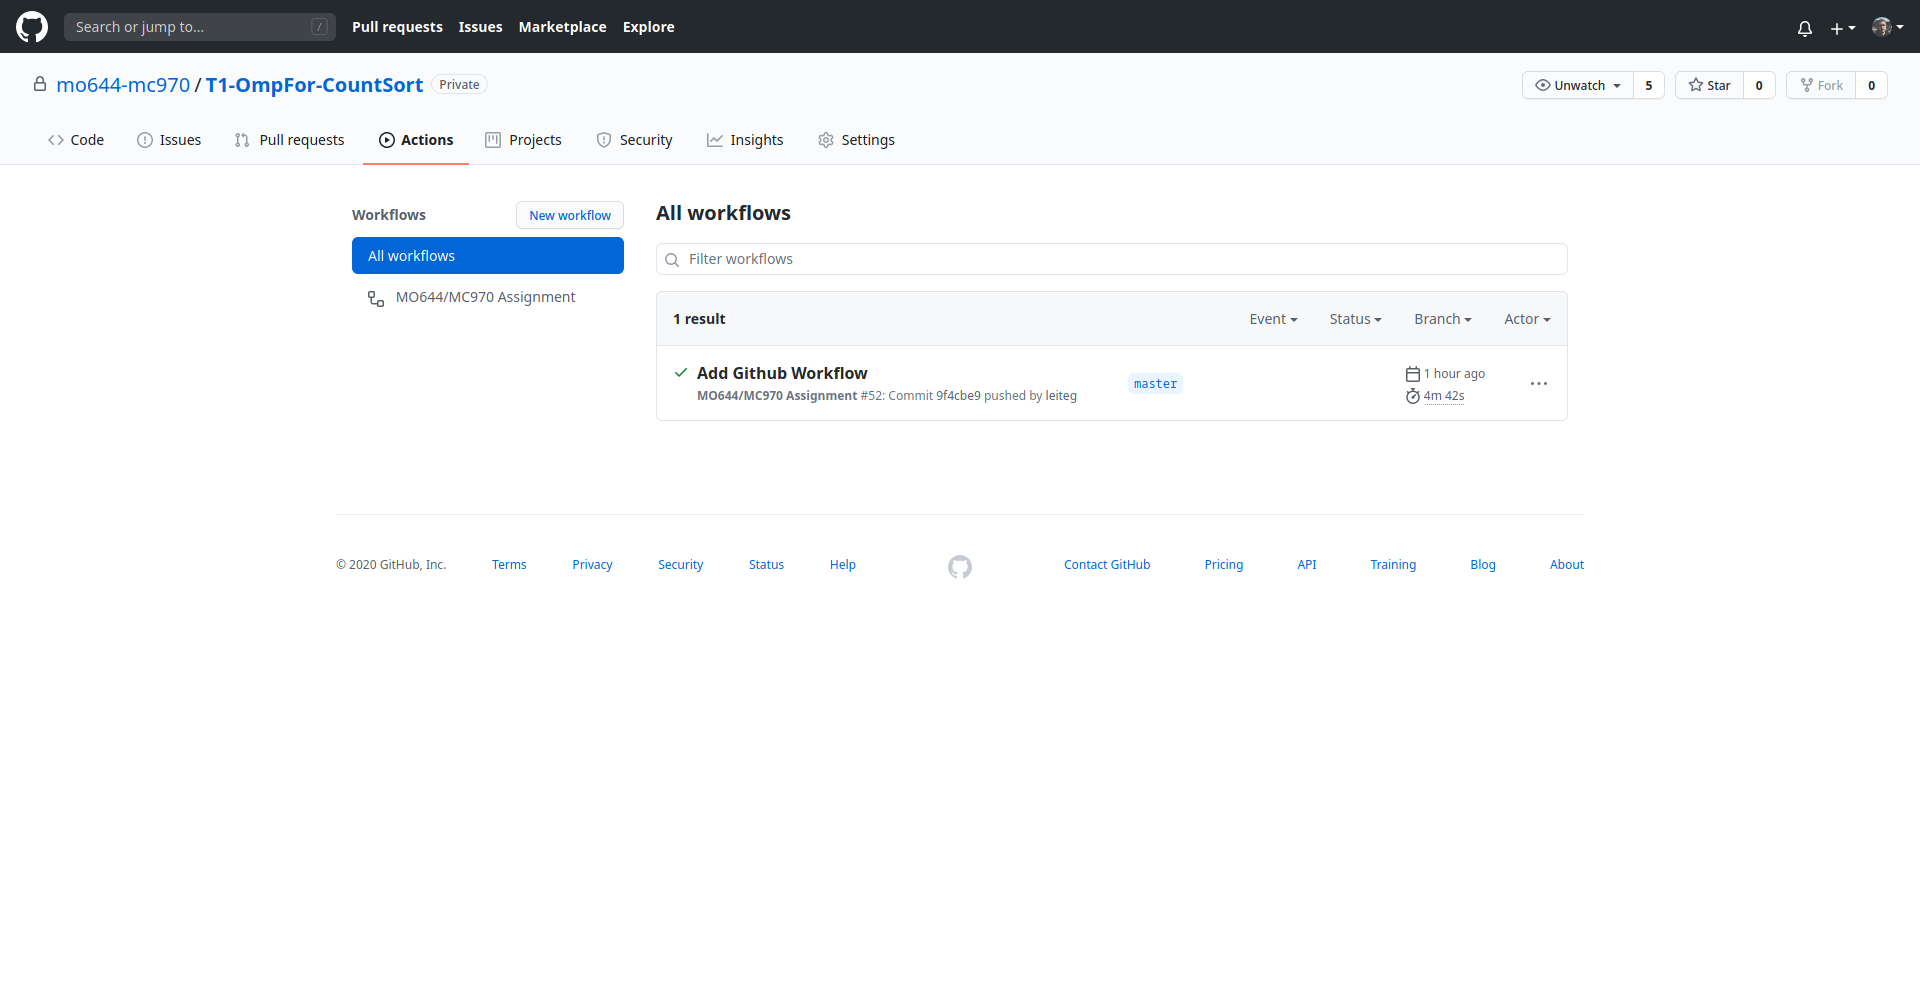 Search or jump to... /
Pull requests Issues Marketplace Explore
mo644-mc970 / T1-OmpFor-CountSort Private
Unwatch 5 Star 0 Fork 0
Code Issues Pull requests Actions Projects Security Insights Settings
Workflows New workflow
All workflows
MO644/MC970 Assignment
All workflows
Filter workflows
1 result Event Status Branch Actor
Add Github Workflow
MO644/MC970 Assignment #52: Commit 9f4cbe9 pushed by leiteg
master
1 hour ago
4m 42s
© 2020 GitHub, Inc. Terms Privacy Security Status Help Contact GitHub Pricing API Training Blog About